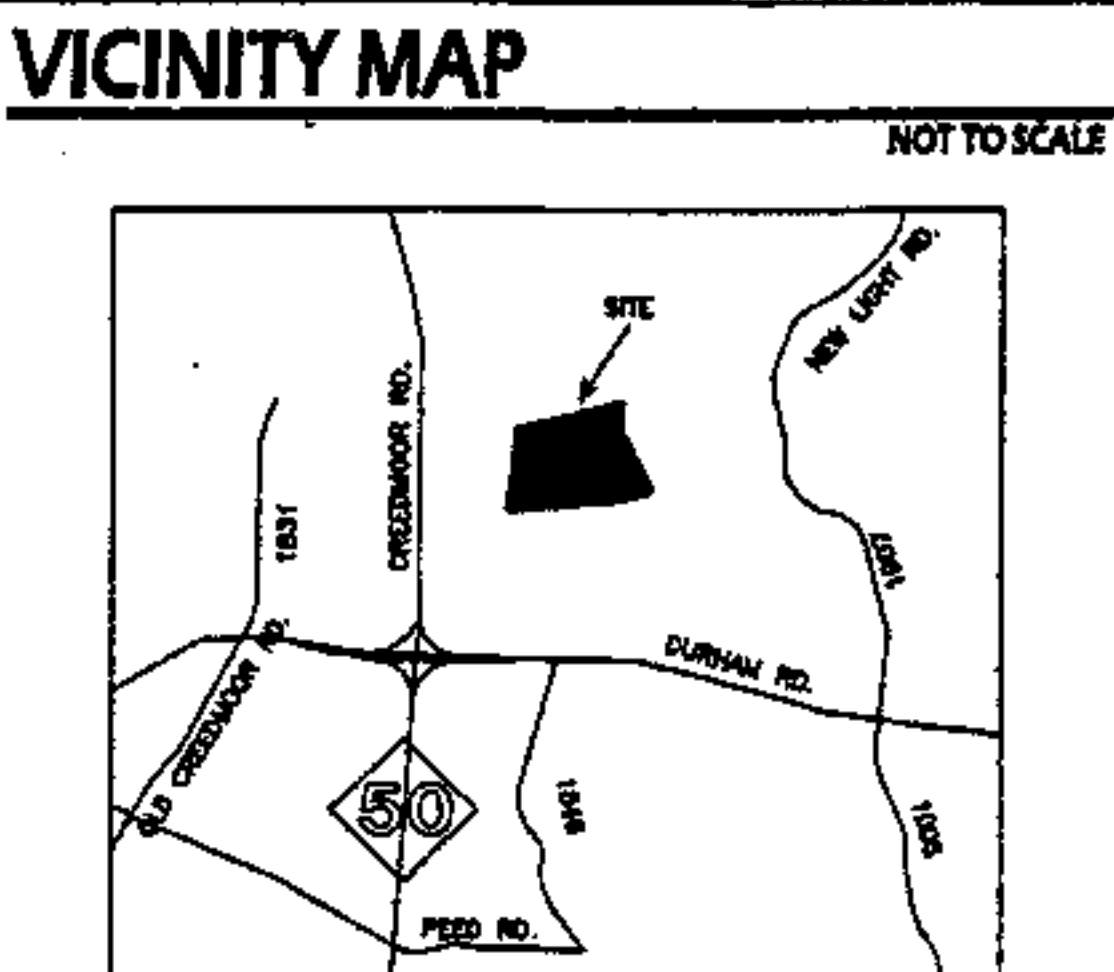 VICINITY MAP
NOT TO SCALE
NEW LIGHT RD.
SITE
CREEDMOOR RD.
1831
DURHAM RD.
OLD CREEDMOOR RD.
50
1005
PEED RD.